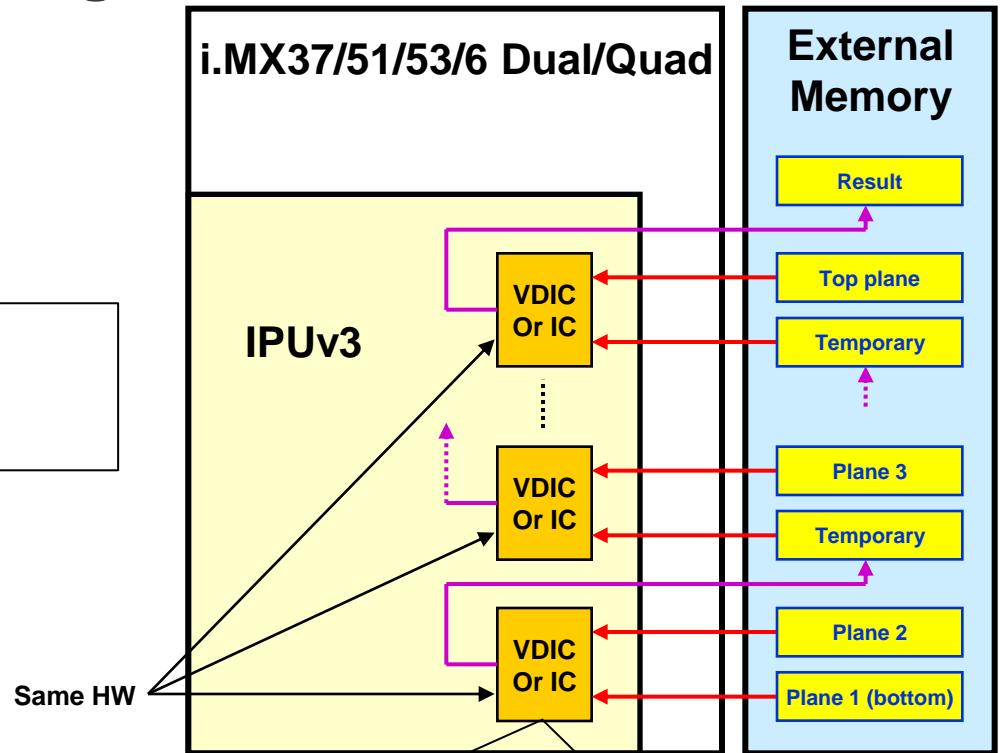 i.MX37/51/53/6 Dual/Quad
External
Memory
Result
VDIC
Or IC
Top plane
IPUv3
Temporary
VDIC
Or IC
Plane 3
Temporary
VDIC
Or IC
Plane 2
Same HW
Plane 1 (bottom)